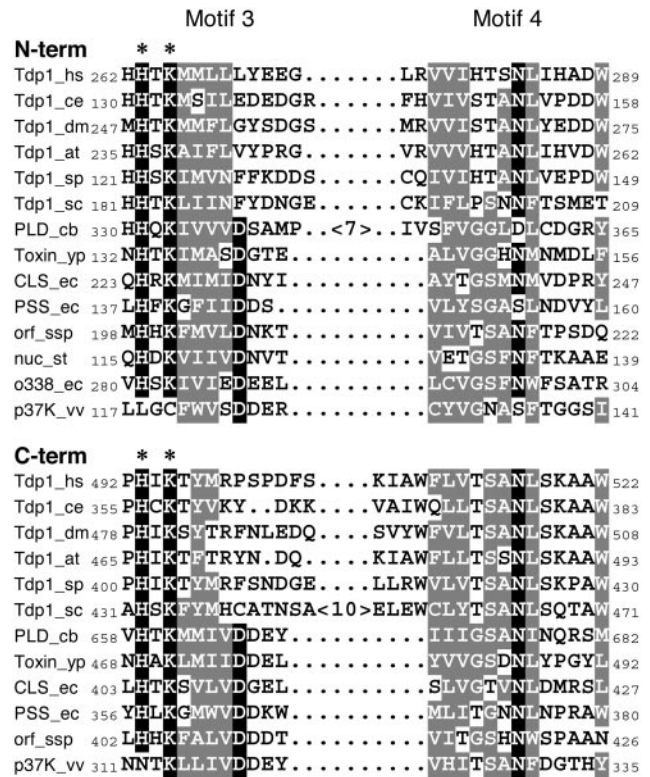 Motif 3 Motif 4
N-term * *
Tdp1_hs 262 HHTKMMLLLYEEG.......LRVVIHTSNLIHADW 289
Tdp1_ce 130 HHTKMSILEDEDGR......FHVVISTANLVPDDW 158
Tdp1_dm 247 MHTKMMFLGYSDGS......MRVVISTANLYEDDW 275
Tdp1_at 235 HHSKAIFLVYPRG.......VRVVVHTANLIHVDW 262
Tdp1_sp 121 HHSKIMVNFFKDDS......CQIVIHTANLVEPDW 149
Tdp1_sc 181 HHTKLIINFYDNGE......CKIFLPSNNFTSMET 209
PLD_cb 330 HHQKIVVVDSAMP..<7>..IVSFVGGLDLCDGRY 365
Toxin_yp 132 NHTKIMASDGTE..........ALVGGHNMNMDLF 156
CLS_ec 223 QHRKMIMIDNYI..........AYTGSMNMVDPRY 247
PSS_ec 137 LHFKGFIIDDS...........VLYSGASLNDVYL 160
orf_ssp 198 MHHKFMVLDNKT..........VIVTSANFTPSDQ 222
nuc_st 115 QHDKVIIVDNVT..........VETGSFNFTKAAE 139
o338_ec 280 VHSKIVIEDEEL..........LCVGSFNWFSATR 304
p37K_vv 117 LLGCFWVSDDER..........CYVGNASFTGGSI 141
C-term * *
Tdp1_hs 492 PHIKTYMRPSPDFS....KIAWFLVTSANLSKAAW 522
Tdp1_ce 355 PHCKTYVKY.DKK.....VAIWQLLTSANLSKAAW 383
Tdp1_dm 478 PHIKSYTRFNLEDQ....SVYWFVLTSANLSKAAW 508
Tdp1_at 465 PHIKTFTRYN.DQ.....KIAWFLLTSSNLSKAAW 493
Tdp1_sp 400 PHIKTYMRFSNDGE....LLRWVLVTSANLSKPAW 430
Tdp1_sc 431 AHSKFYMHCATNSA<10>ELEWCLYTSANLSQTAW 471
PLD_cb 658 VHTKMMIVDDEY..........IIIGSANINQRSM 682
Toxin_yp 468 NHAKLMIIDDEL..........YVVGSDNLYPGYL 492
CLS_ec 403 LHTKSVLVDGEL..........SLVGTVNLDMRSL 427
PSS_ec 356 YHLKGMWVDDKW..........MLITGNNLNPRAW 380
orf_ssp 402 LHHKFALVDDDT..........VITGSHNWSPAAN 426
p37K_vv 311 NNTKLLIVDDEY..........VHITSANFDGTHY 335